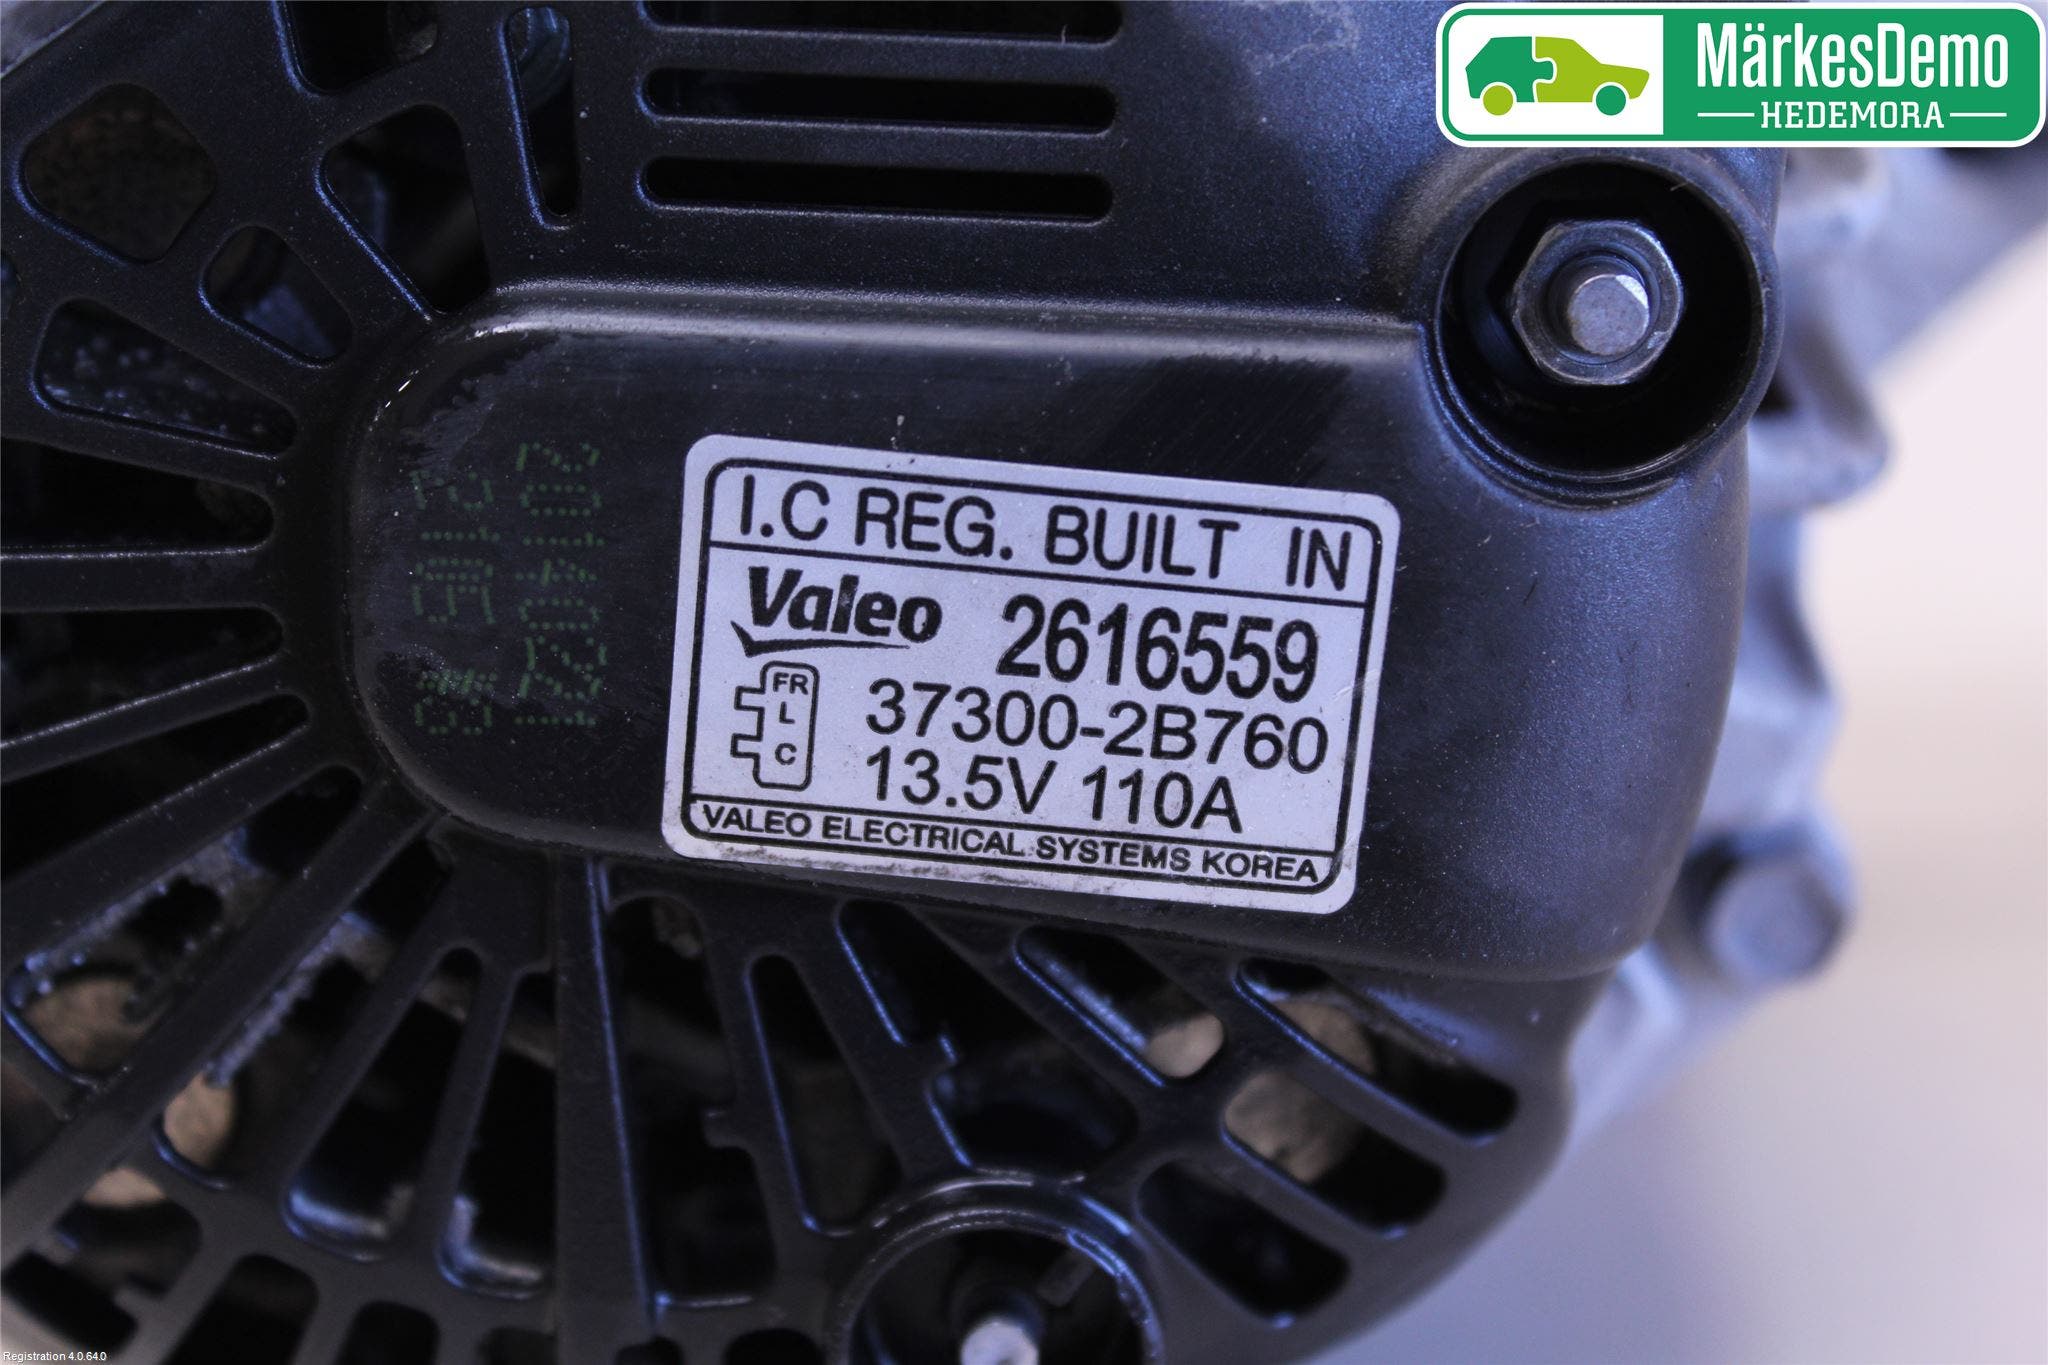 MärkesDemo
HEDEMORA
I.C REG. BUILT IN
Valeo 2616559
FR
L
C
37300-2B760
13.5V 110A
VALEO ELECTRICAL SYSTEMS KOREA
Registration 4.0.64.0